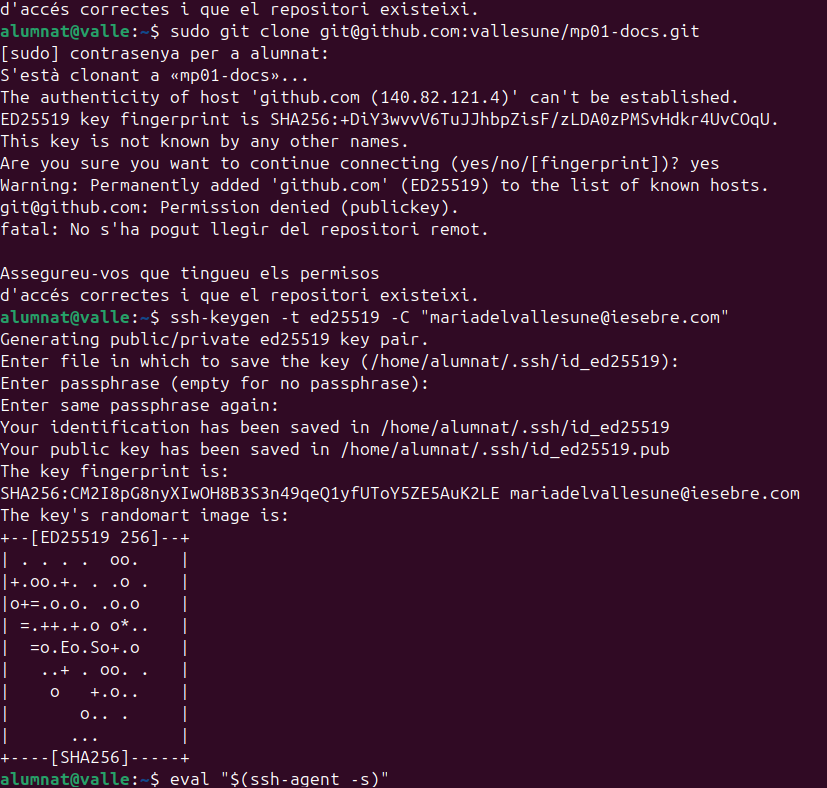 d'accés correctes i que el repositori existeixi.
alumnat@valle:~$ sudo git clone git@github.com:vallesune/mp01-docs.git
[sudo] contrasenya per a alumnat:
S'està clonant a «mp01-docs»...
The authenticity of host 'github.com (140.82.121.4)' can't be established.
ED25519 key fingerprint is SHA256:+DiY3wvvV6TuJJhbpZisF/zLDA0zPMSvHdkr4UvCOqU.
This key is not known by any other names.
Are you sure you want to continue connecting (yes/no/[fingerprint])? yes
Warning: Permanently added 'github.com' (ED25519) to the list of known hosts.
git@github.com: Permission denied (publickey).
fatal: No s'ha pogut llegir del repositori remot.

Assegureu-vos que tingueu els permisos
d'accés correctes i que el repositori existeixi.
alumnat@valle:~$ ssh-keygen -t ed25519 -C "mariadelvallesune@iesebre.com"
Generating public/private ed25519 key pair.
Enter file in which to save the key (/home/alumnat/.ssh/id_ed25519):
Enter passphrase (empty for no passphrase):
Enter same passphrase again:
Your identification has been saved in /home/alumnat/.ssh/id_ed25519
Your public key has been saved in /home/alumnat/.ssh/id_ed25519.pub
The key fingerprint is:
SHA256:CM2I8pG8nyXIwOH8B3S3n49qeQ1yfUToY5ZE5AuK2LE mariadelvallesune@iesebre.com
The key's randomart image is:
+--[ED25519 256]--+
| . . . .  oo.    |
|+.oo.+. . .o .   |
|o+=.o.o. .o.o    |
| =.++.+.o o*..   |
|  =o.Eo.So+.o    |
|   ..+ . oo. .   |
|    o   +.o..    |
|       o.. .     |
|      ...        |
+----[SHA256]-----+
alumnat@valle:~$ eval "$(ssh-agent -s)"